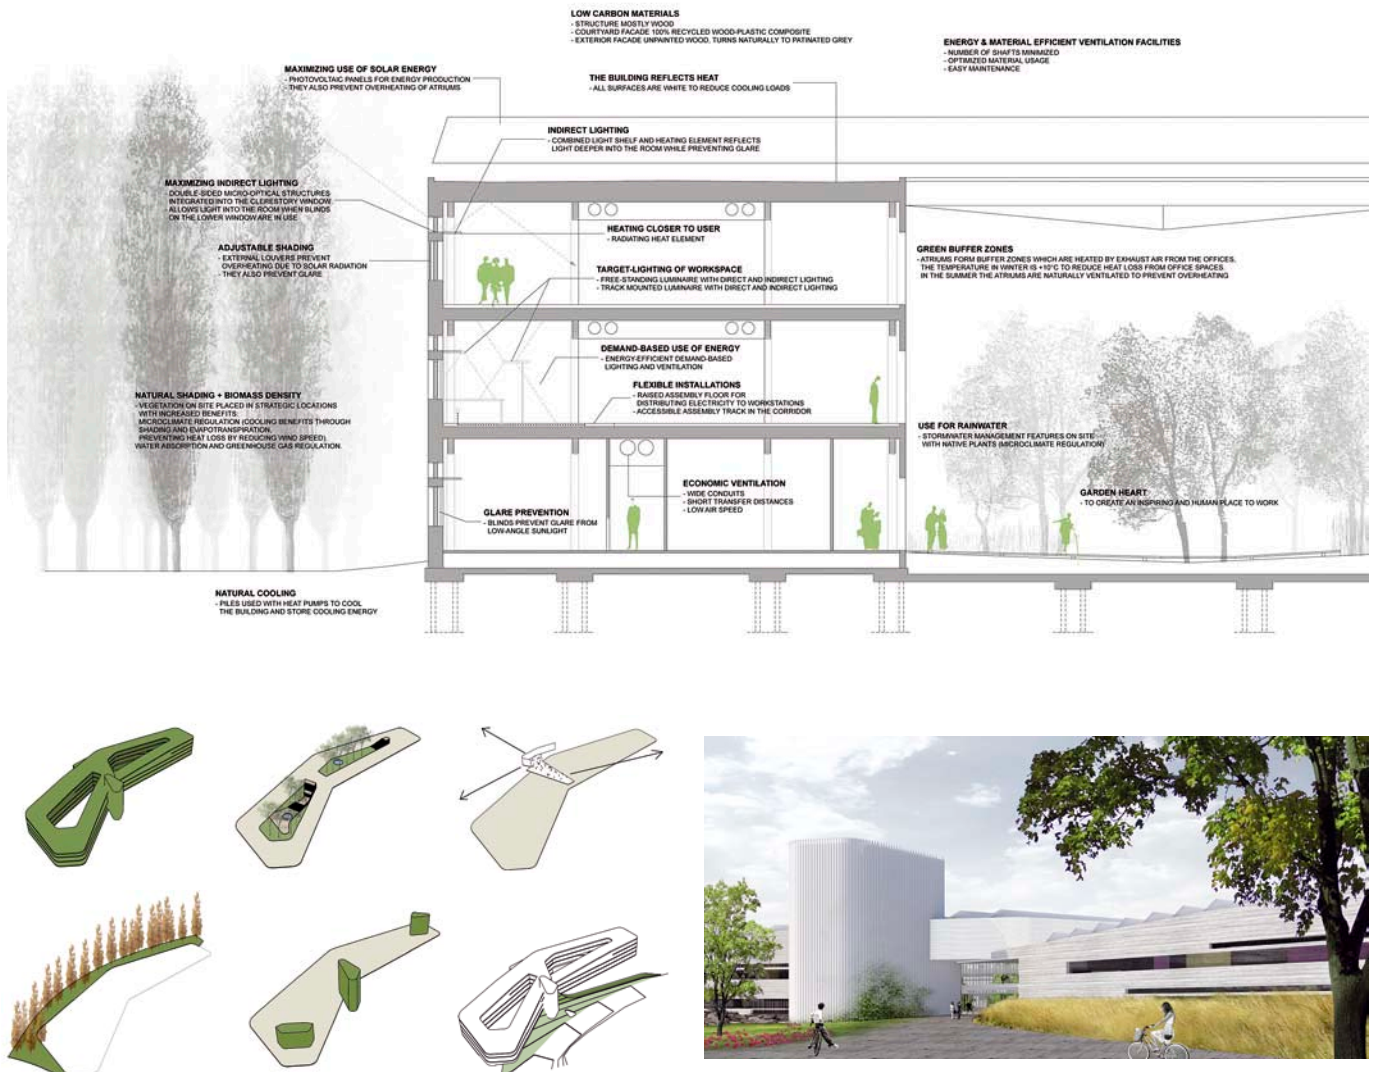 LOW CARBON MATERIALS
- STRUCTURE MOSTLY WOOD
- COURTYARD FACADE 100% RECYCLED WOOD-PLASTIC COMPOSITE
- EXTERIOR FACADE UNPAINTED WOOD, TURNS NATURALLY TO PATINATED GREY
ENERGY & MATERIAL EFFICIENT VENTILATION FACILITIES
- NUMBER OF SHAFTS MINIMIZED
- OPTIMIZED MATERIAL USAGE
- EASY MAINTENANCE
MAXIMIZING USE OF SOLAR ENERGY
- PHOTOVOLTAIC PANELS FOR ENERGY PRODUCTION
- THEY ALSO PREVENT OVERHEATING OF ATRIUMS
THE BUILDING REFLECTS HEAT
- ALL SURFACES ARE WHITE TO REDUCE COOLING LOADS
INDIRECT LIGHTING
- COMBINED LIGHT SHELF AND HEATING ELEMENT REFLECTS
LIGHT DEEPER INTO THE ROOM WHILE PREVENTING GLARE
MAXIMIZING INDIRECT LIGHTING
- DOUBLE-SIDED MICRO-OPTICAL STRUCTURES
INTEGRATED INTO THE CLERESTORY WINDOW
ALLOWS LIGHT INTO THE ROOM WHEN BLINDS
ON THE LOWER WINDOW ARE IN USE
HEATING CLOSER TO USER
- RADIATING HEAT ELEMENT
ADJUSTABLE SHADING
- EXTERNAL LOUVERS PREVENT
OVERHEATING DUE TO SOLAR RADIATION
- THEY ALSO PREVENT GLARE
GREEN BUFFER ZONES
- ATRIUMS FORM BUFFER ZONES WHICH ARE HEATED BY EXHAUST AIR FROM THE OFFICES.
THE TEMPERATURE IN WINTER IS +10°C TO REDUCE HEAT LOSS FROM OFFICE SPACES.
IN THE SUMMER THE ATRIUMS ARE NATURALLY VENTILATED TO PREVENT OVERHEATING
TARGET-LIGHTING OF WORKSPACE
- FREE-STANDING LUMINAIRE WITH DIRECT AND INDIRECT LIGHTING
- TRACK MOUNTED LUMINAIRE WITH DIRECT AND INDIRECT LIGHTING
DEMAND-BASED USE OF ENERGY
- ENERGY-EFFICIENT DEMAND-BASED
LIGHTING AND VENTILATION
FLEXIBLE INSTALLATIONS
- RAISED ASSEMBLY FLOOR FOR
DISTRIBUTING ELECTRICITY TO WORKSTATIONS
- ACCESSIBLE ASSEMBLY TRACK IN THE CORRIDOR
NATURAL SHADING + BIOMASS DENSITY
- VEGETATION ON SITE PLACED IN STRATEGIC LOCATIONS
WITH INCREASED BENEFITS:
MICROCLIMATE REGULATION (COOLING BENEFITS THROUGH
SHADING AND EVAPOTRANSPIRATION.
PREVENTING HEAT LOSS BY REDUCING WIND SPEED)
WATER ABSORPTION AND GREENHOUSE GAS REGULATION.
USE FOR RAINWATER
- STORMWATER MANAGEMENT FEATURES ON SITE
WITH NATIVE PLANTS (MICROCLIMATE REGULATION)
ECONOMIC VENTILATION
- WIDE CONDUITS
- SHORT TRANSFER DISTANCES
- LOW AIR SPEED
GARDEN HEART
- TO CREATE AN INSPIRING AND HUMAN PLACE TO WORK
GLARE PREVENTION
- BLINDS PREVENT GLARE FROM
LOW-ANGLE SUNLIGHT
NATURAL COOLING
- PILES USED WITH HEAT PUMPS TO COOL
THE BUILDING AND STORE COOLING ENERGY